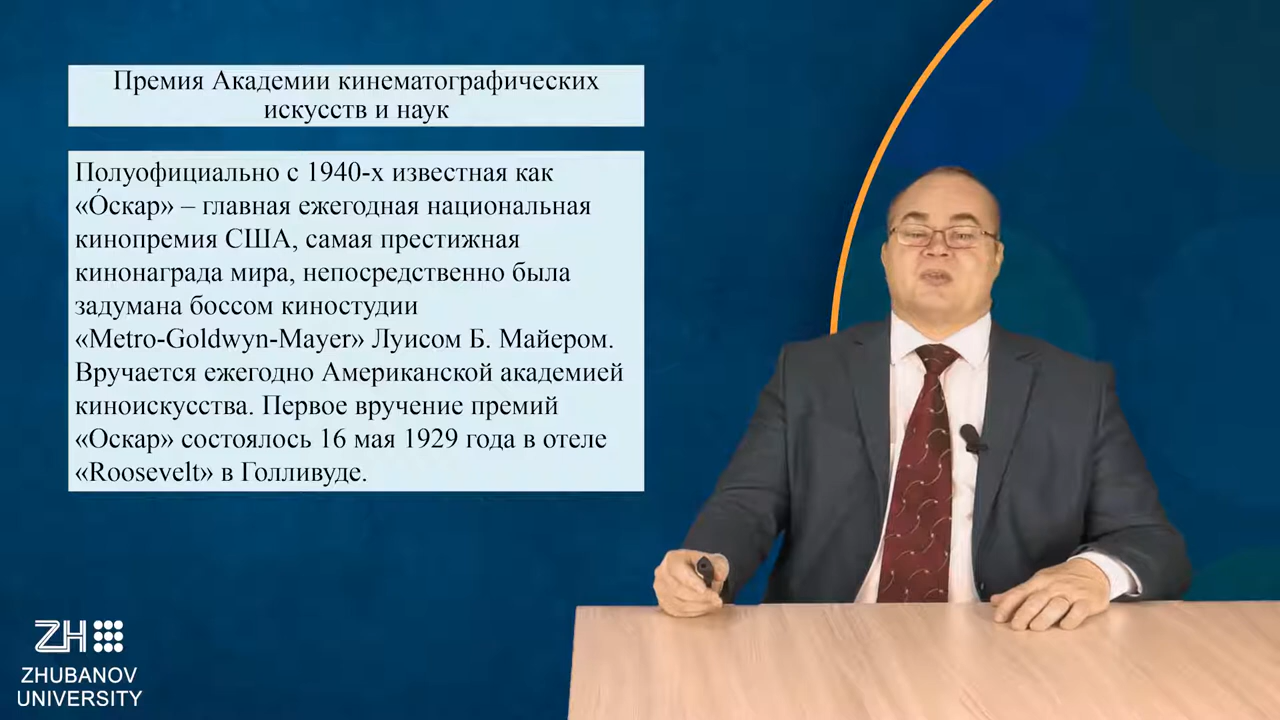 Премия Академии кинематографических
искусств и наук
Полуофициально с 1940-х известная как
«О́скар» – главная ежегодная национальная
кинопремия США, самая престижная
кинонаграда мира, непосредственно была
задумана боссом киностудии
«Metro-Goldwyn-Mayer» Луисом Б. Майером.
Вручается ежегодно Американской академией
киноискусства. Первое вручение премий
«Оскар» состоялось 16 мая 1929 года в отеле
«Roosevelt» в Голливуде.
ZH
ZHUBANOV
UNIVERSITY